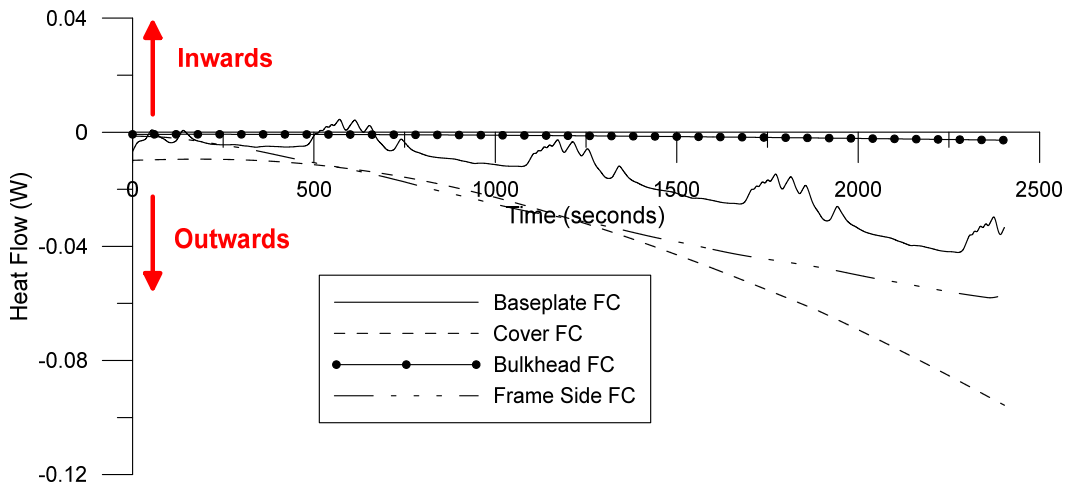 0.04
Inwards
0
0
500
1000
1500
2000
2500
Time (seconds)
Outwards
-0.04
Heat Flow (W)
Baseplate FC
Cover FC
Bulkhead FC
-0.08
Frame Side FC
-0.12